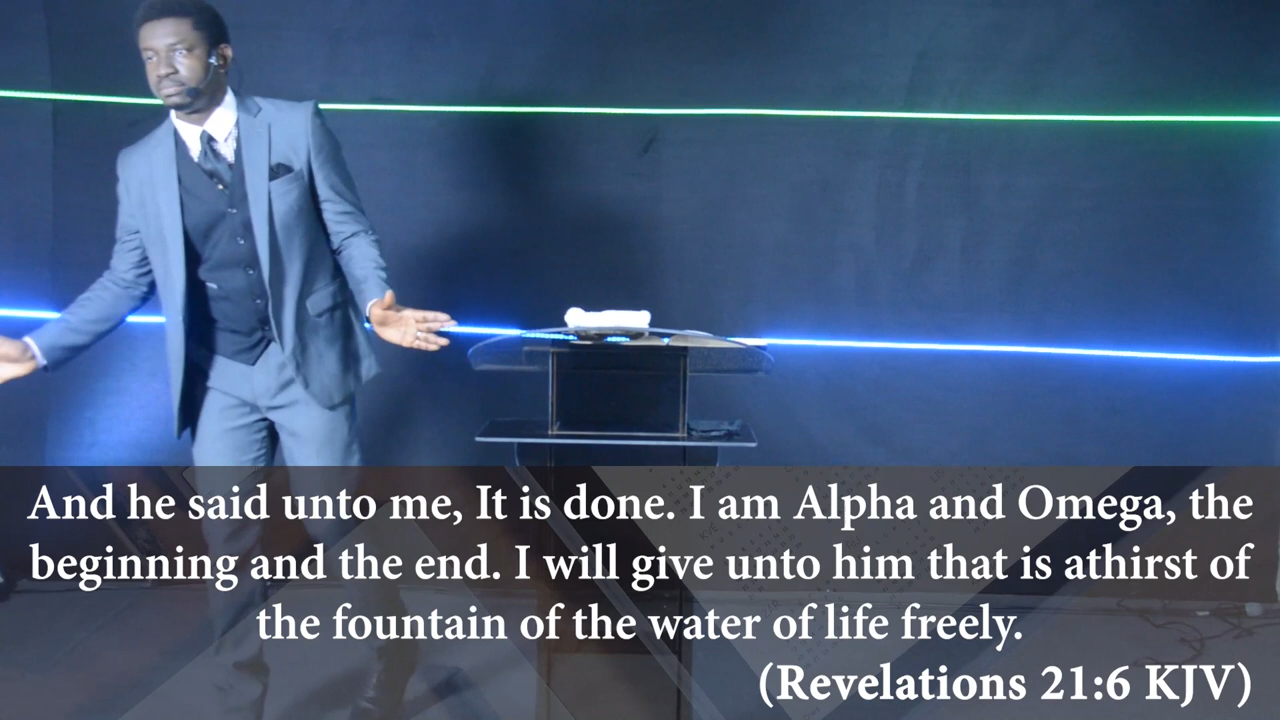 And he said unto me, It is done. I am Alpha and Omega, the
beginning and the end. I will give unto him that is athirst of
the fountain of the water of life freely.
(Revelations 21:6 KJV)